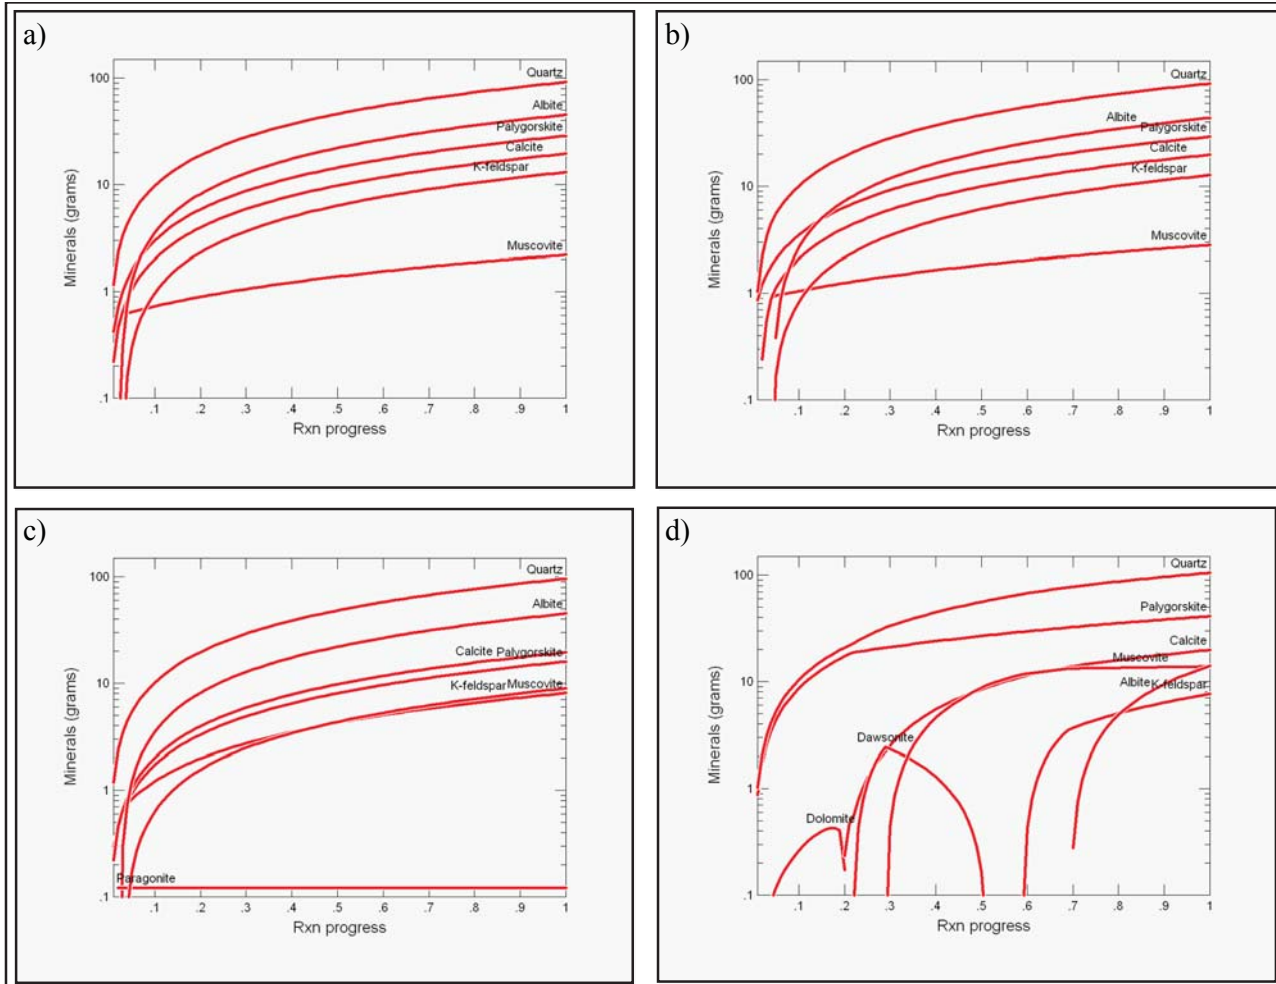 a)
100
10
1
.1
Minerals (grams)
Quartz
Albite
Palygorskite
Calcite
K-feldspar
Muscovite
.1 .2 .3 .4 .5 .6 .7 .8 .9 1
Rxn progress
b)
100
10
1
.1
Minerals (grams)
Quartz
Albite
Palygorskite
Calcite
K-feldspar
Muscovite
.1 .2 .3 .4 .5 .6 .7 .8 .9 1
Rxn progress
c)
100
10
1
.1
Minerals (grams)
Quartz
Albite
Calcite Palygorskite
K-feldspar Muscovite
Paragonite
.1 .2 .3 .4 .5 .6 .7 .8 .9 1
Rxn progress
d)
100
10
1
.1
Minerals (grams)
Quartz
Palygorskite
Calcite
Muscovite
Albite K-feldspar
Dawsonite
Dolomite
.1 .2 .3 .4 .5 .6 .7 .8 .9 1
Rxn progress